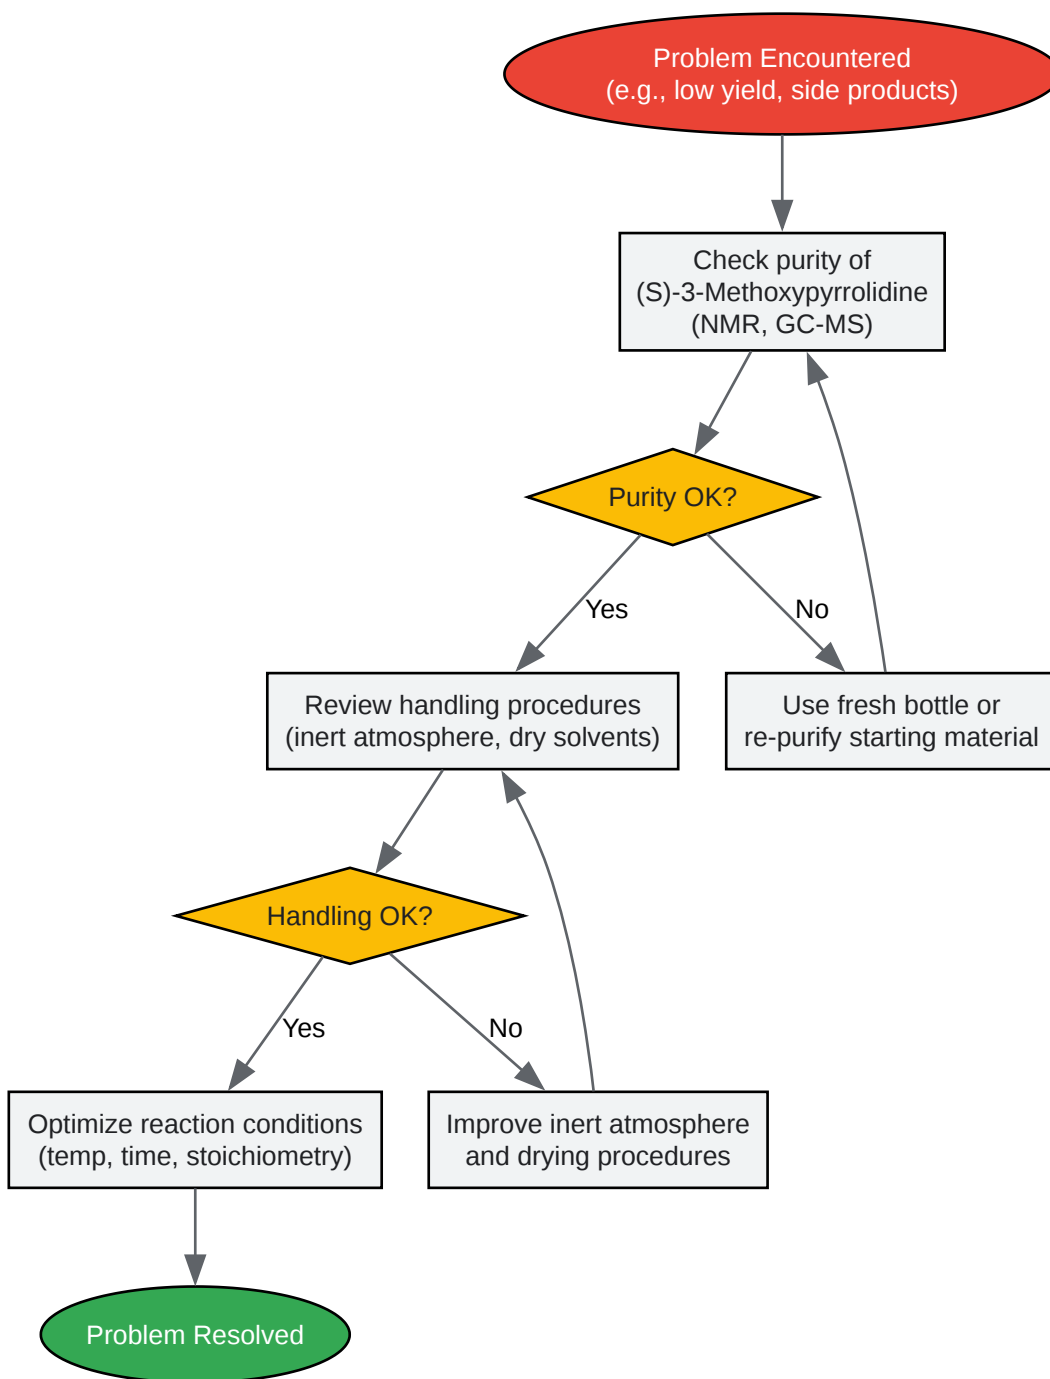 Problem Encountered
(e.g., low yield, side products)
Check purity of
(S)-3-Methoxypyrrolidine
(NMR, GC-MS)
Purity OK?
Yes
No
Review handling procedures
(inert atmosphere, dry solvents)
Use fresh bottle or
re-purify starting material
Handling OK?
Yes
No
Optimize reaction conditions
(temp, time, stoichiometry)
Improve inert atmosphere
and drying procedures
Problem Resolved